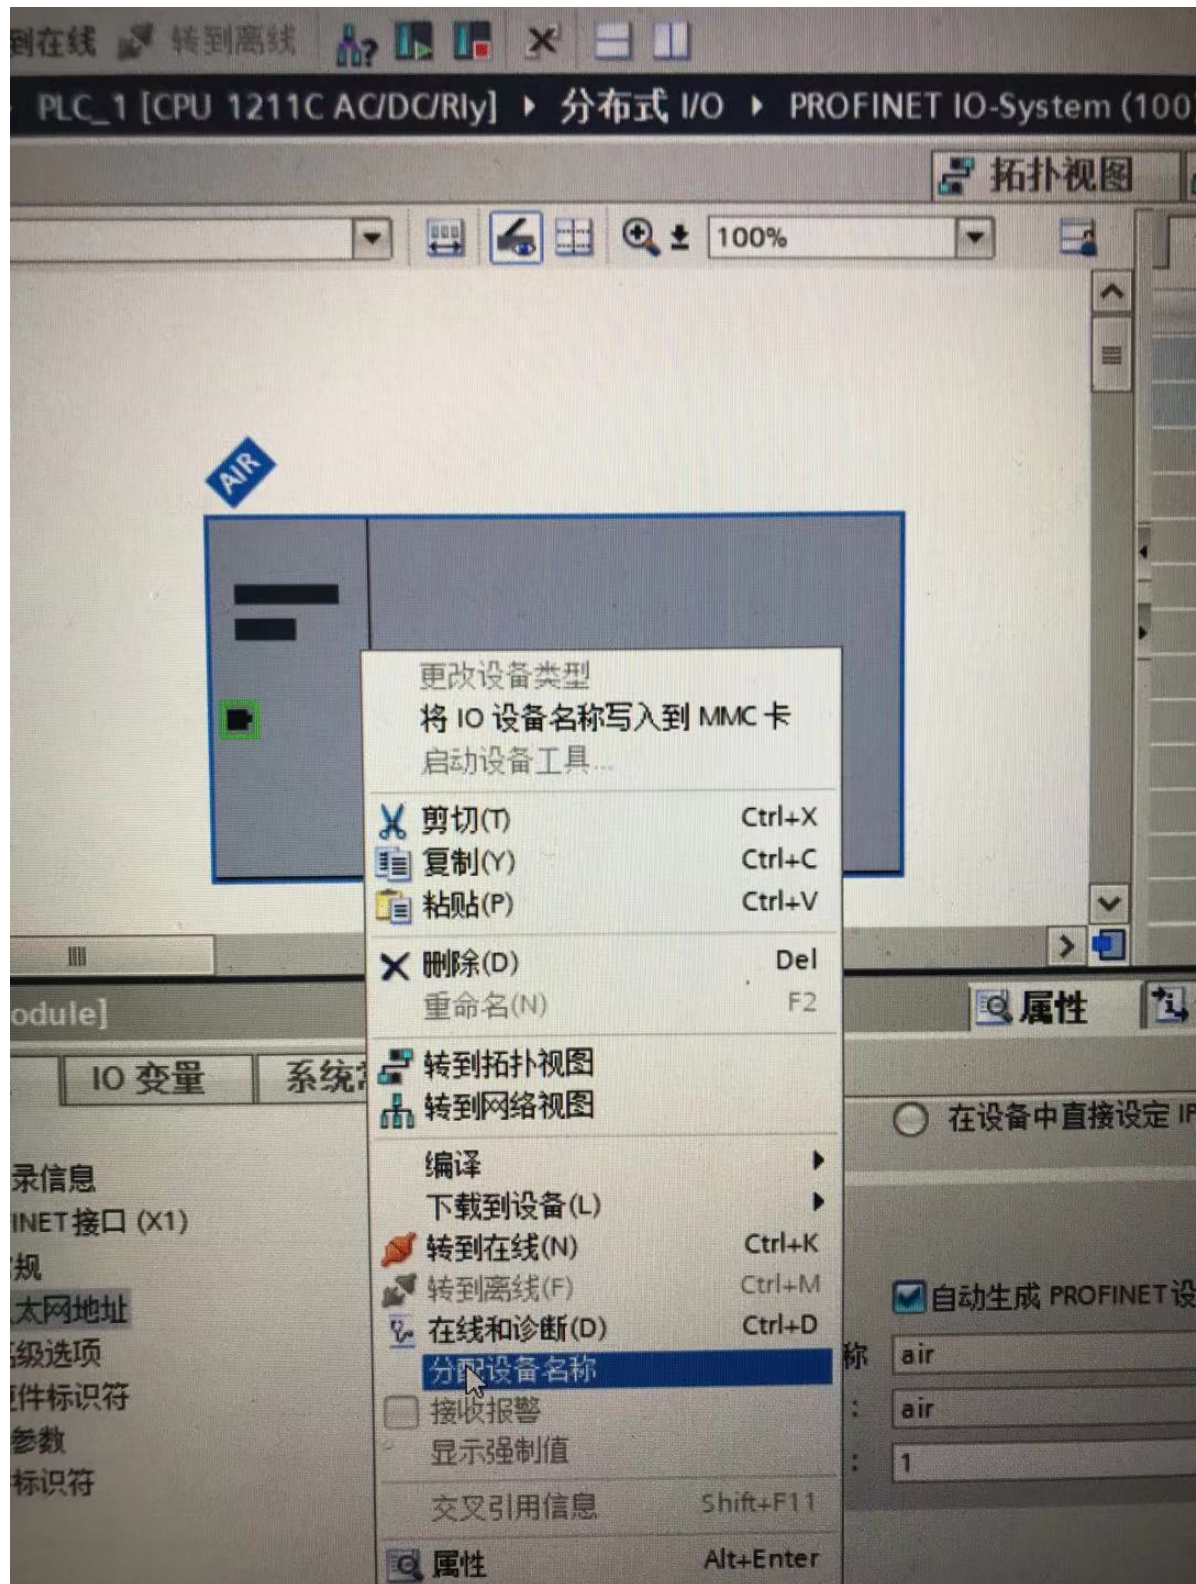 到在线 转到离线
PLC_1 [CPU 1211C AC/DC/Rly] 分布式 I/O PROFINET IO-System (100
拓扑视图
100%
AIR
更改设备类型
将 IO 设备名称写入到 MMC 卡
启动设备工具...
剪切(T) Ctrl+X
复制(Y) Ctrl+C
粘贴(P) Ctrl+V
删除(D) Del
重命名(N) F2
转到拓扑视图
转到网络视图
编译
下载到设备(L)
转到在线(N) Ctrl+K
转到离线(F) Ctrl+M
在线和诊断(D) Ctrl+D
分配设备名称
接收报警
显示强制值
交叉引用信息 Shift+F11
属性 Alt+Enter
odule]
属性
IO 变量 系统
录信息
INET接口 (X1)
规
太网地址
级选项
件标识符
参数
标识符
在设备中直接设定 IP
自动生成 PROFINET 设
称 air
: air
: 1